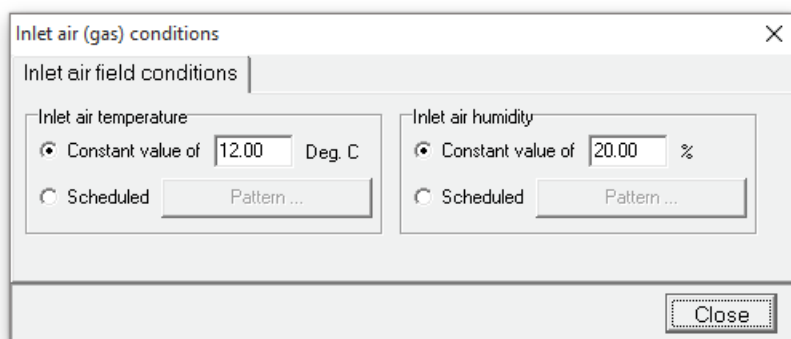 Inlet air (gas) conditions
Inlet air field conditions
Inlet air temperature
Constant value of 12.00 Deg. C
Scheduled Pattern ...
Inlet air humidity
Constant value of 20.00 %
Scheduled Pattern ...
Close